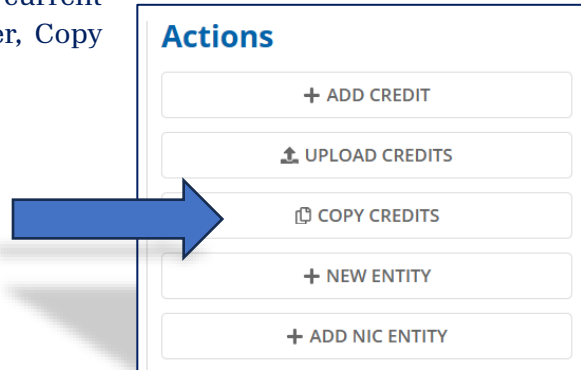 current
er, Copy
Actions
+ ADD CREDIT
UPLOAD CREDITS
COPY CREDITS
+ NEW ENTITY
+ ADD NIC ENTITY